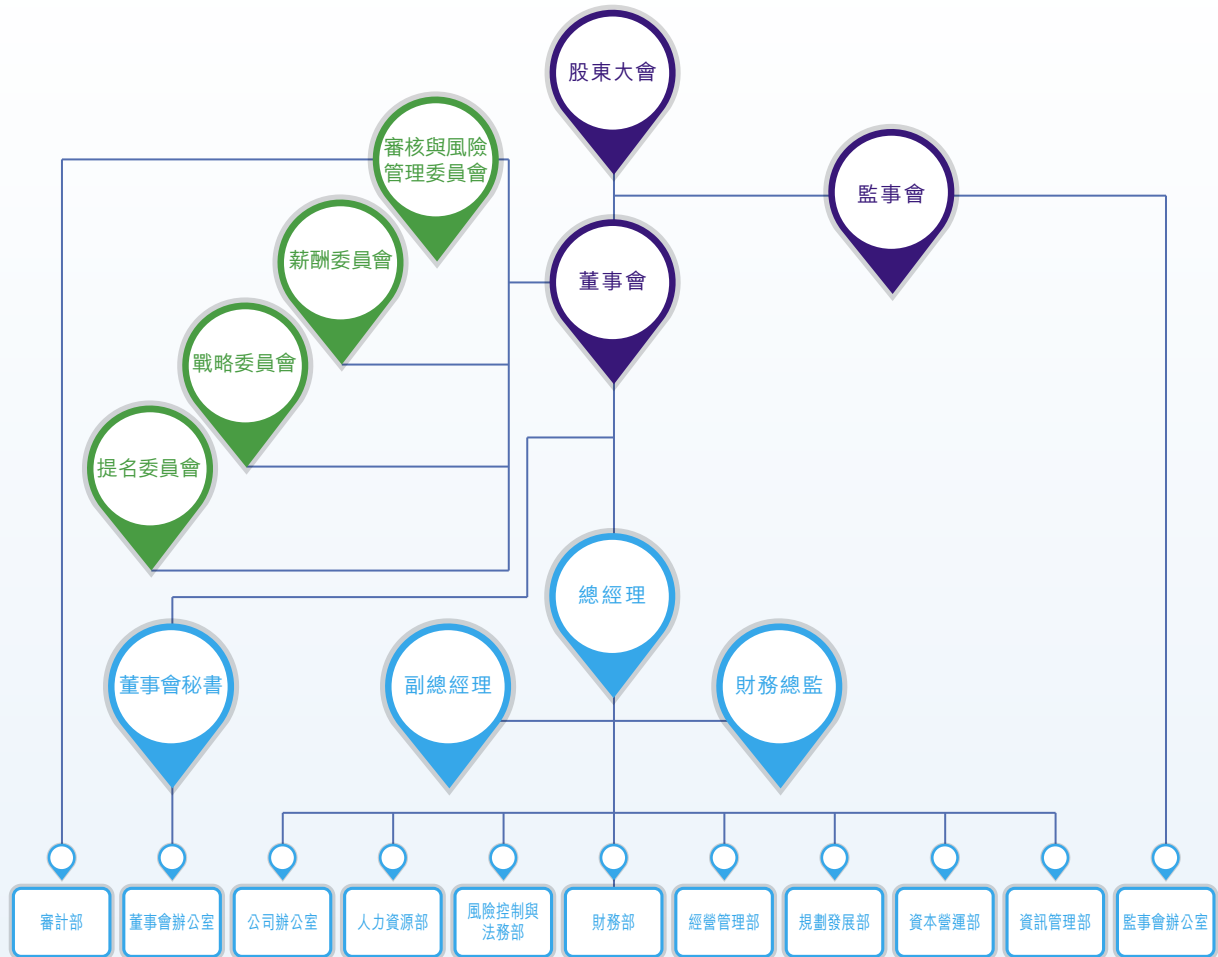 股東大會
審核與風險
管理委員會
監事會
薪酬委員會
董事會
戰略委員會
提名委員會
總經理
董事會秘書
副總經理
財務總監
審計部
董事會辦公室
公司辦公室
人力資源部
風險控制與
法務部
財務部
經營管理部
規劃發展部
資本營運部
資訊管理部
監事會辦公室